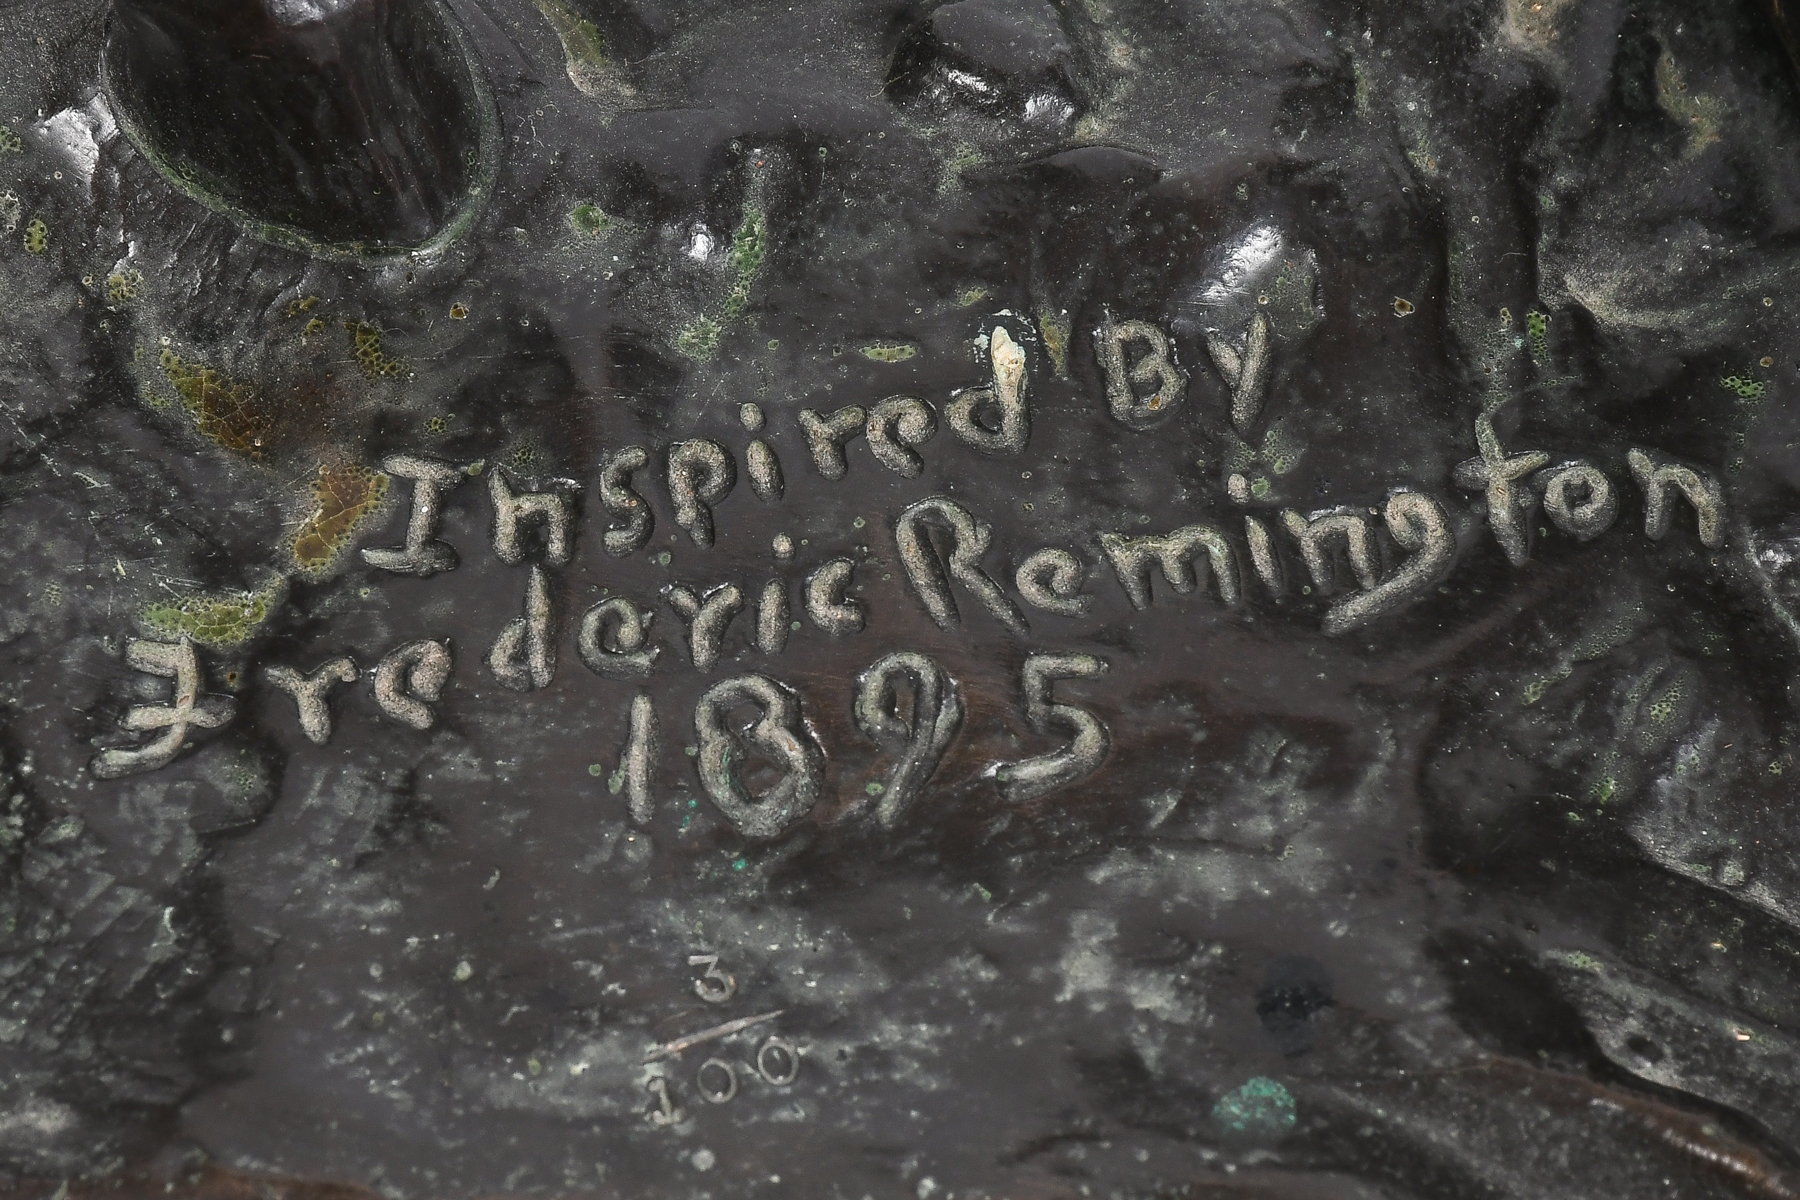 Inspired By
Frederic Remington
1895
3
100